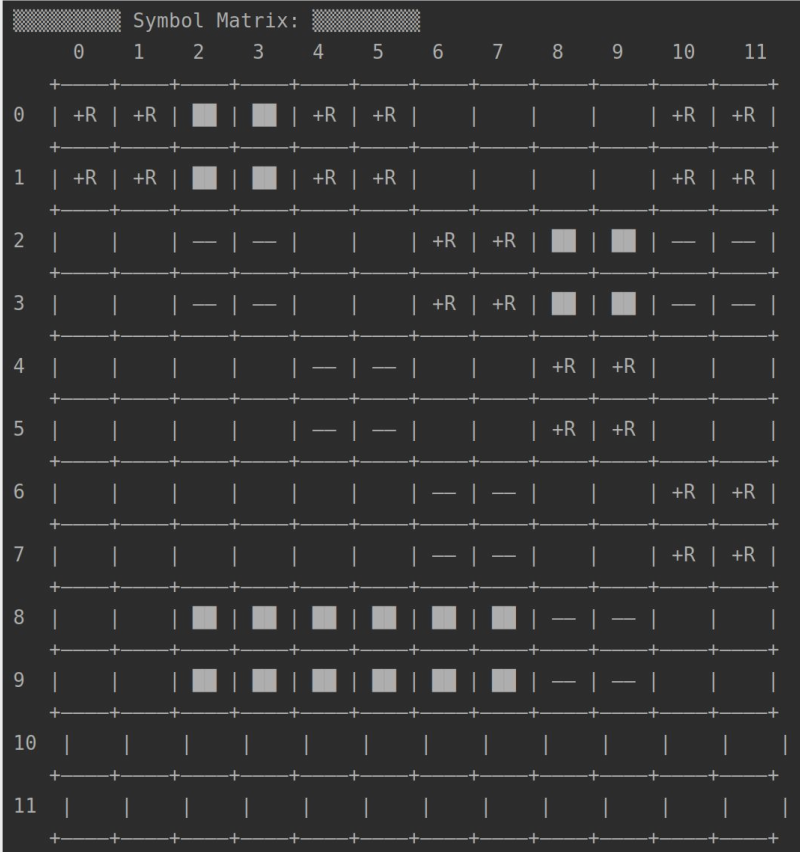 ▒▒▒▒▒▒▒▒▒ Symbol Matrix: ▒▒▒▒▒▒▒▒▒
     0    1    2    3    4    5    6    7    8    9    10   11
   +————+————+————+————+————+————+————+————+————+————+————+————+
0  | +R | +R | ██ | ██ | +R | +R |    |    |    |    | +R | +R |
   +————+————+————+————+————+————+————+————+————+————+————+————+
1  | +R | +R | ██ | ██ | +R | +R |    |    |    |    | +R | +R |
   +————+————+————+————+————+————+————+————+————+————+————+————+
2  |    |    | —— | —— |    |    | +R | +R | ██ | ██ | —— | —— |
   +————+————+————+————+————+————+————+————+————+————+————+————+
3  |    |    | —— | —— |    |    | +R | +R | ██ | ██ | —— | —— |
   +————+————+————+————+————+————+————+————+————+————+————+————+
4  |    |    |    |    | —— | —— |    |    | +R | +R |    |    |
   +————+————+————+————+————+————+————+————+————+————+————+————+
5  |    |    |    |    | —— | —— |    |    | +R | +R |    |    |
   +————+————+————+————+————+————+————+————+————+————+————+————+
6  |    |    |    |    |    |    | —— | —— |    |    | +R | +R |
   +————+————+————+————+————+————+————+————+————+————+————+————+
7  |    |    |    |    |    |    | —— | —— |    |    | +R | +R |
   +————+————+————+————+————+————+————+————+————+————+————+————+
8  |    |    | ██ | ██ | ██ | ██ | ██ | ██ | —— | —— |    |    |
   +————+————+————+————+————+————+————+————+————+————+————+————+
9  |    |    | ██ | ██ | ██ | ██ | ██ | ██ | —— | —— |    |    |
   +————+————+————+————+————+————+————+————+————+————+————+————+
10  |    |    |    |    |    |    |    |    |    |    |    |    |
   +————+————+————+————+————+————+————+————+————+————+————+————+
11  |    |    |    |    |    |    |    |    |    |    |    |    |
   +————+————+————+————+————+————+————+————+————+————+————+————+